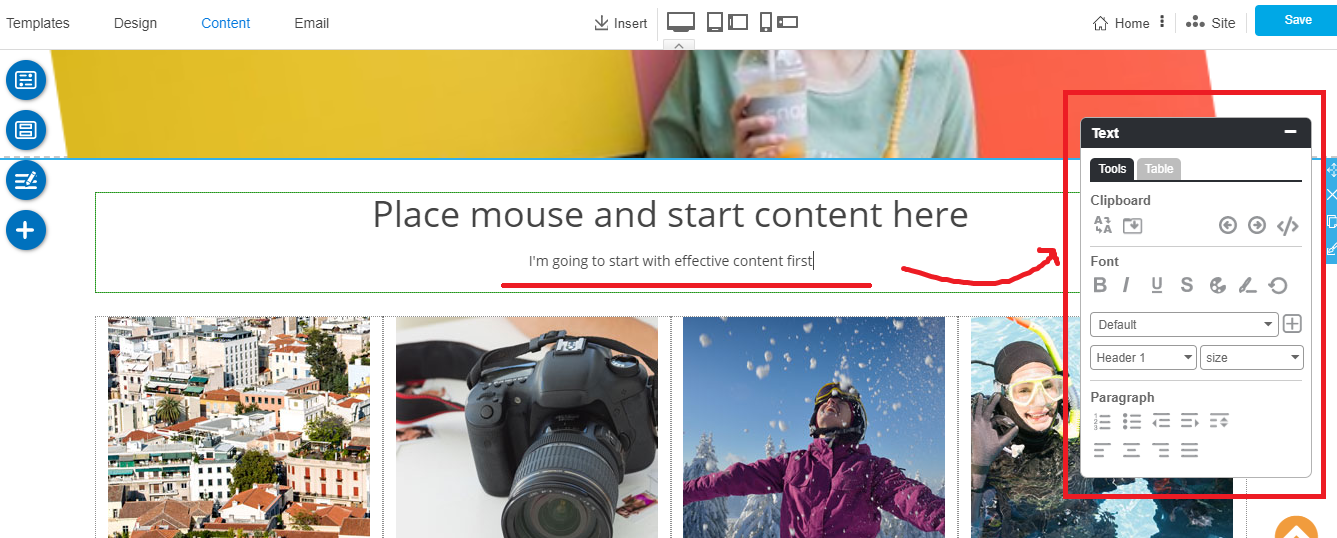 Templates Design Content Email Insert Home Site Save
Text
Tools Table
Clipboard
Place mouse and start content here
I'm going to start with effective content first
Font
B I U S
Default
Header 1 size
Paragraph